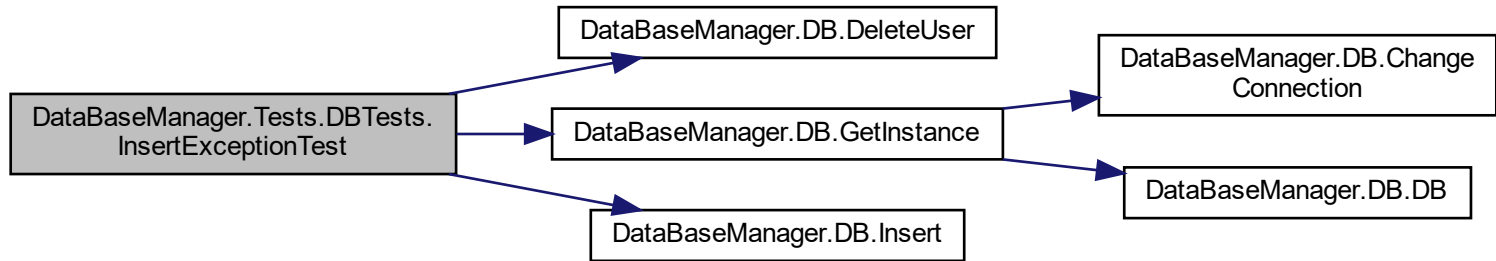 DataBaseManager.Tests.DBTests.
InsertExceptionTest
DataBaseManager.DB.DeleteUser
DataBaseManager.DB.GetInstance
DataBaseManager.DB.Insert
DataBaseManager.DB.Change
Connection
DataBaseManager.DB.DB